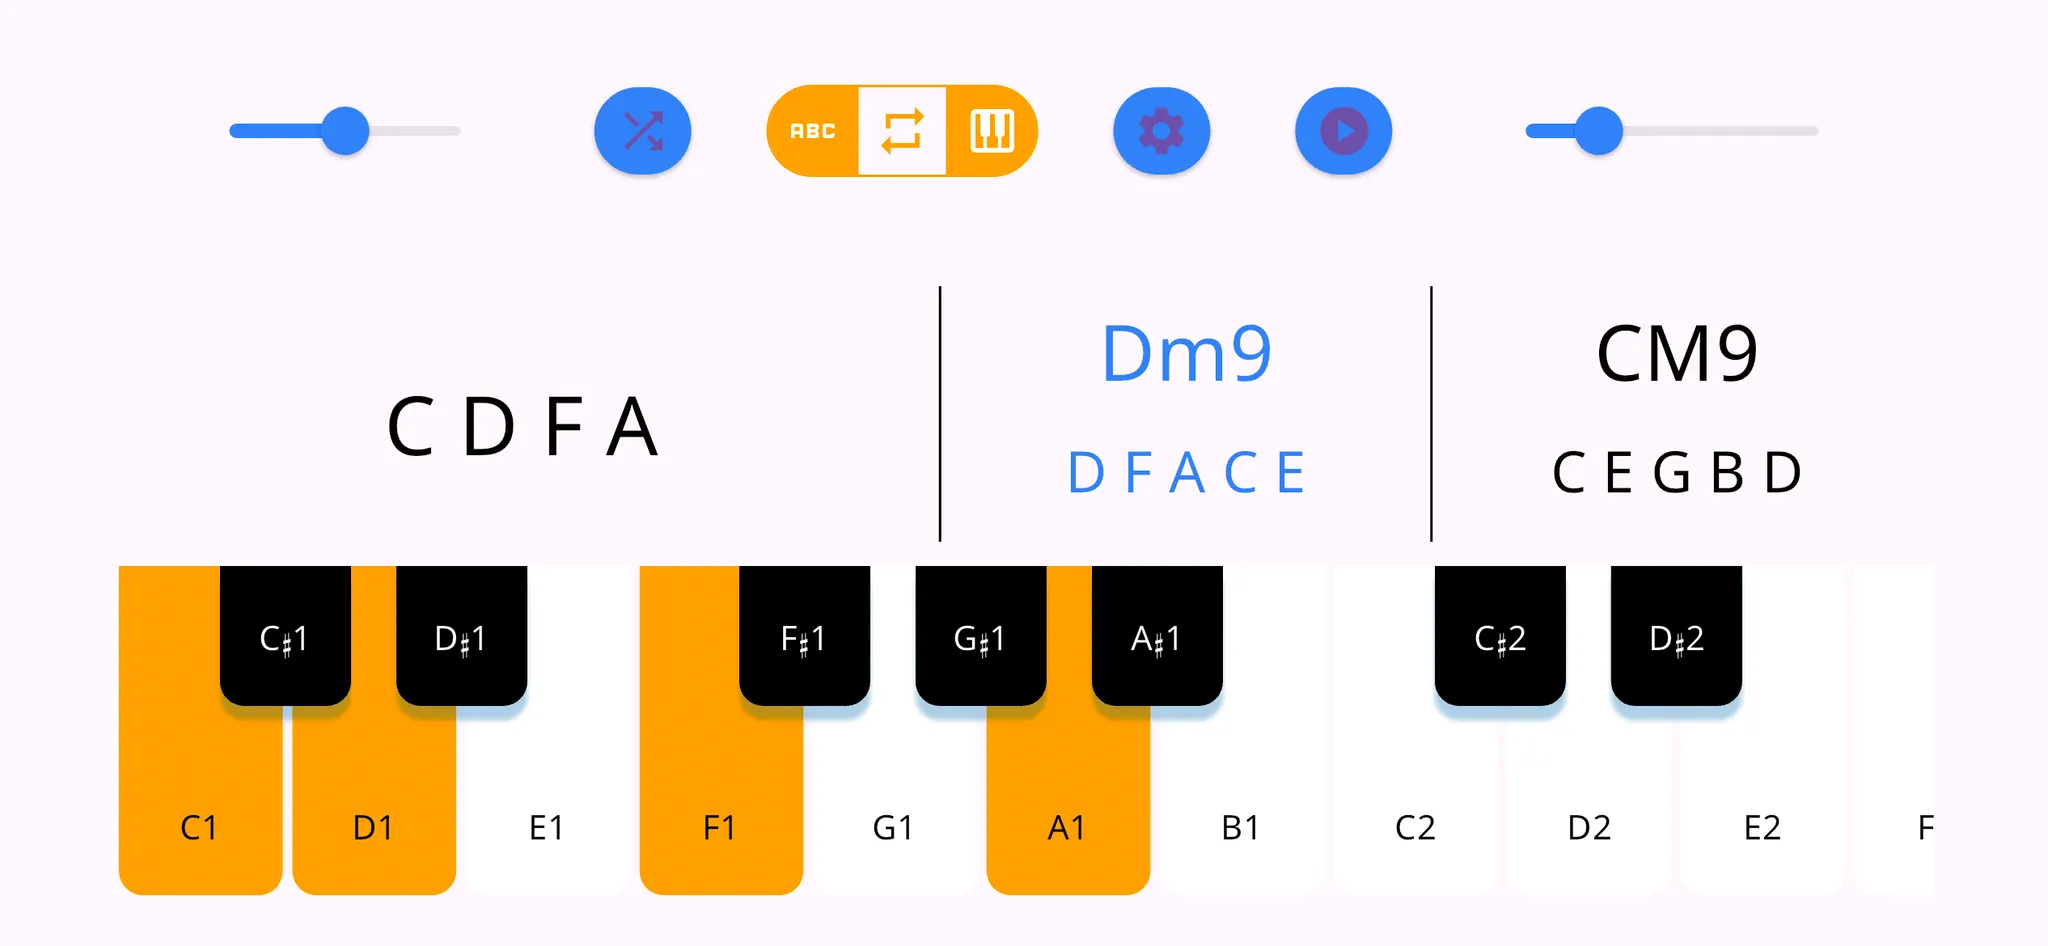 ABC
C D F A
Dm9
D F A C E
CM9
C E G B D
C♯1 D♯1 F♯1 G♯1 A♯1 C♯2 D♯2
C1 D1 E1 F1 G1 A1 B1 C2 D2 E2 F